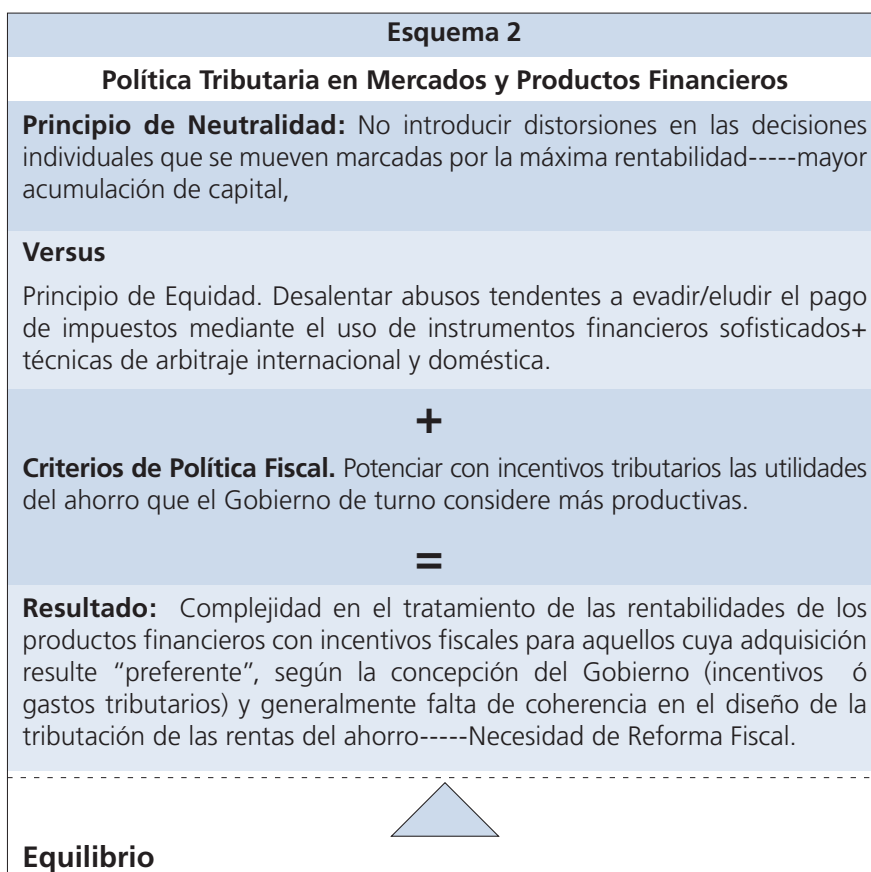 Esquema 2
Política Tributaria en Mercados y Productos Financieros
Principio de Neutralidad: No introducir distorsiones en las decisiones
individuales que se mueven marcadas por la máxima rentabilidad-----mayor
acumulación de capital,
Versus
Principio de Equidad. Desalentar abusos tendentes a evadir/eludir el pago
de impuestos mediante el uso de instrumentos financieros sofisticados+
técnicas de arbitraje internacional y doméstica.
+
Criterios de Política Fiscal. Potenciar con incentivos tributarios las utilidades
del ahorro que el Gobierno de turno considere más productivas.
=
Resultado: Complejidad en el tratamiento de las rentabilidades de los
productos financieros con incentivos fiscales para aquellos cuya adquisición
resulte “preferente”, según la concepción del Gobierno (incentivos ó
gastos tributarios) y generalmente falta de coherencia en el diseño de la
tributación de las rentas del ahorro-----Necesidad de Reforma Fiscal.
Equilibrio